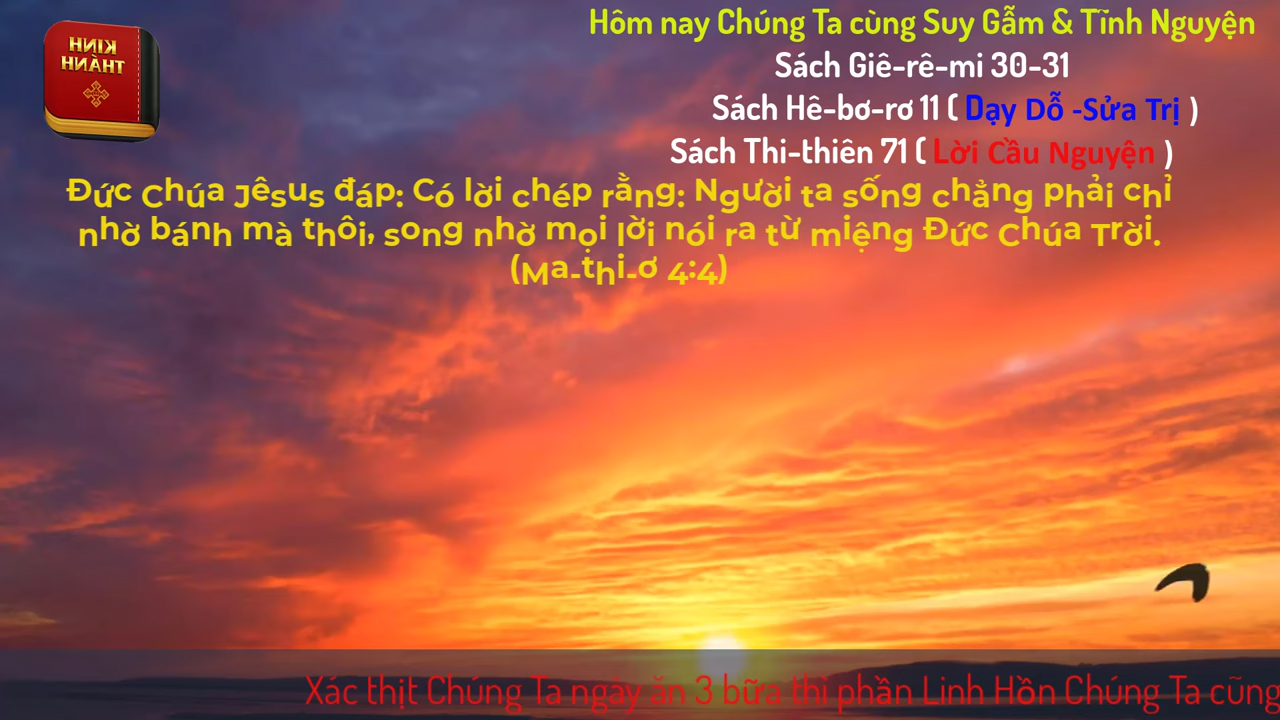 KINH
THÀNH
Hôm nay Chúng Ta cùng Suy Gẫm & Tĩnh Nguyện
Sách Giê-rê-mi 30-31
Sách Hê-bơ-rơ 11 ( Dạy Dỗ -Sửa Trị )
Sách Thi-thiên 71 ( Lời Cầu Nguyện )
Đức Chúa Jêsus đáp: Có lời chép rằng: Người ta sống chẳng phải chỉ
nhờ bánh mà thôi, song nhờ mọi lời nói ra từ miệng Đức Chúa Trời.
(Ma-thi-ơ 4:4)
Xác thịt Chúng Ta ngày ăn 3 bữa thì phần Linh Hồn Chúng Ta cũng